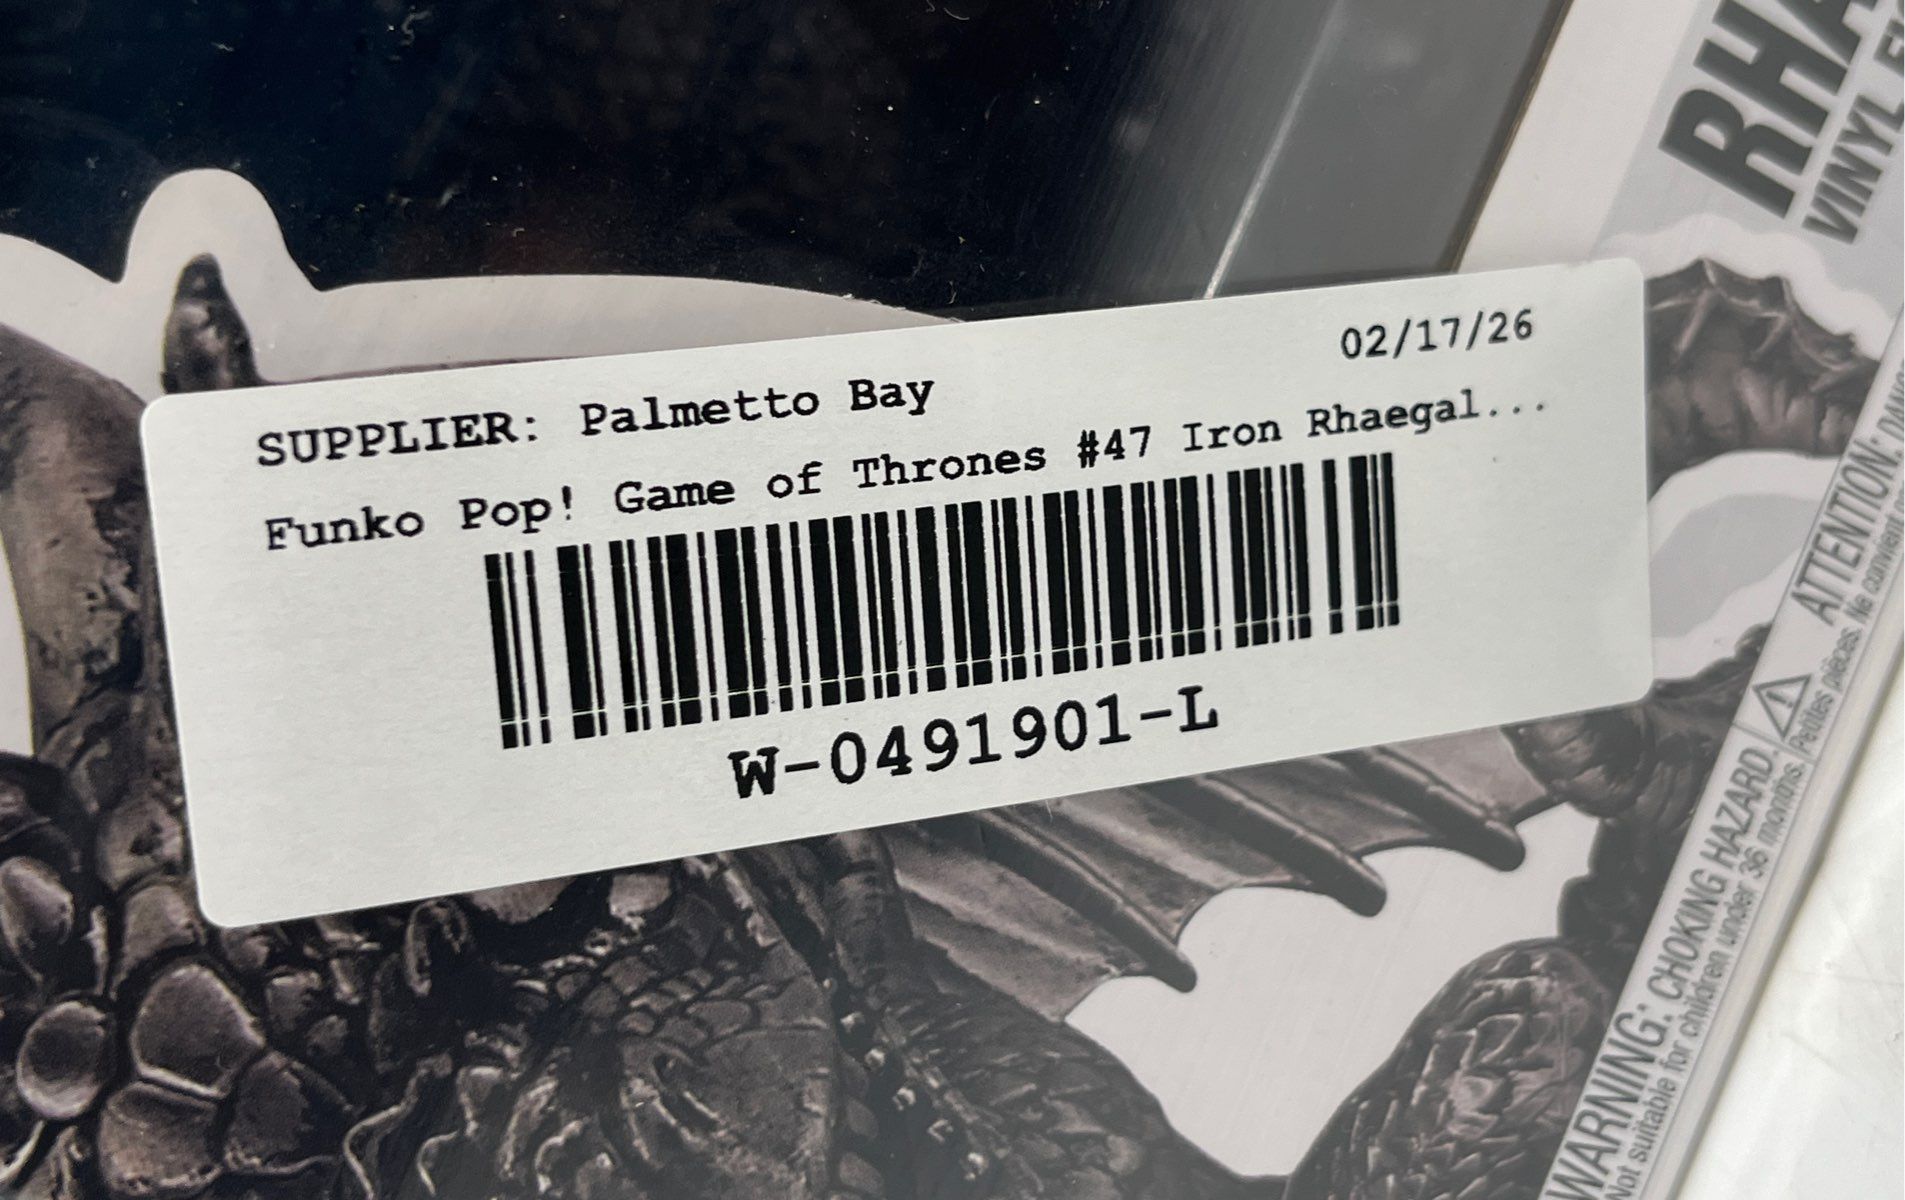 02/17/26
SUPPLIER: Palmetto Bay
Funko Pop! Game of Thrones #47 Iron Rhaegal...
W-0491901-L
VINYL
ATTENTION:
Petites pièces.
WARNING: CHOKING HAZARD.
Not suitable for children under 36 months.